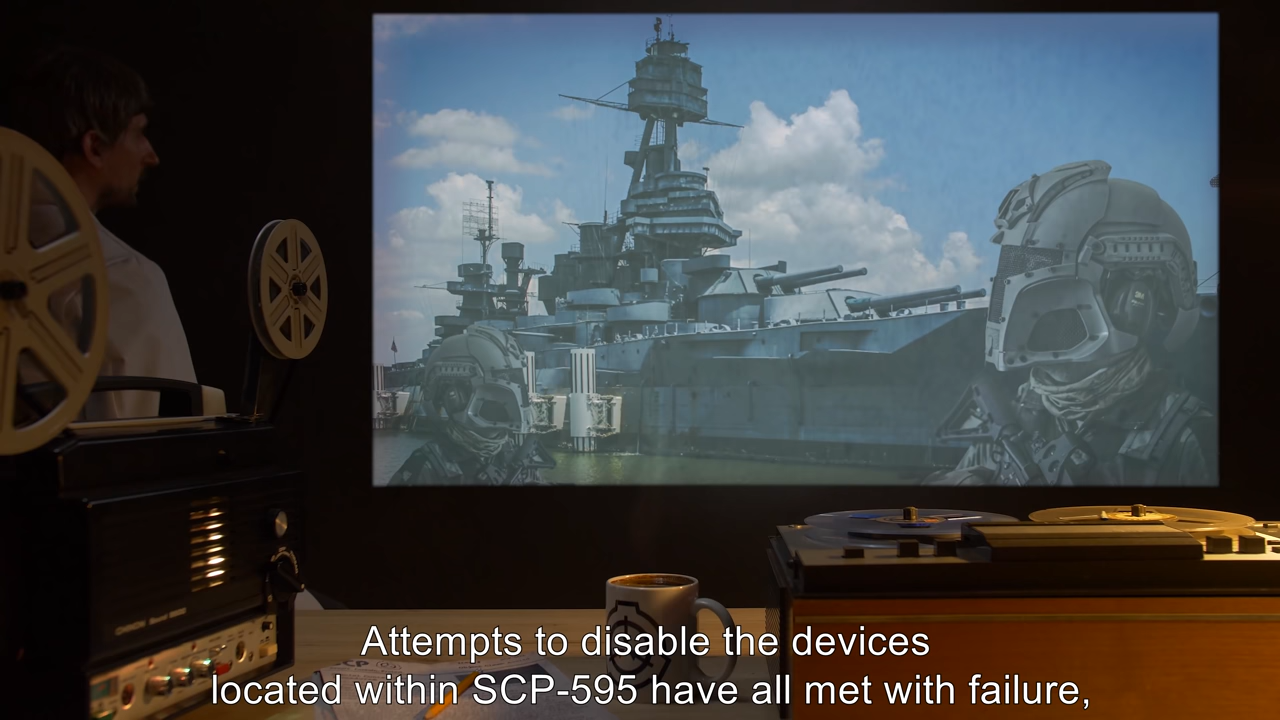 Attempts to disable the devices
located within SCP-595 have all met with failure,